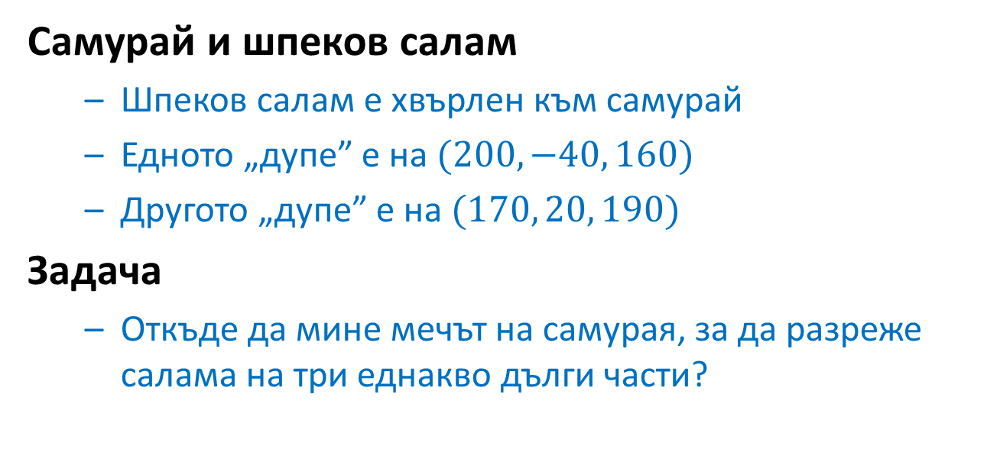 Самурай и шпеков салам
– Шпеков салам е хвърлен към самурай
– Едното „дупе” е на (200, −40, 160)
– Другото „дупе” е на (170, 20, 190)
Задача
– Откъде да мине мечът на самурая, за да разреже
салама на три еднакво дълги части?